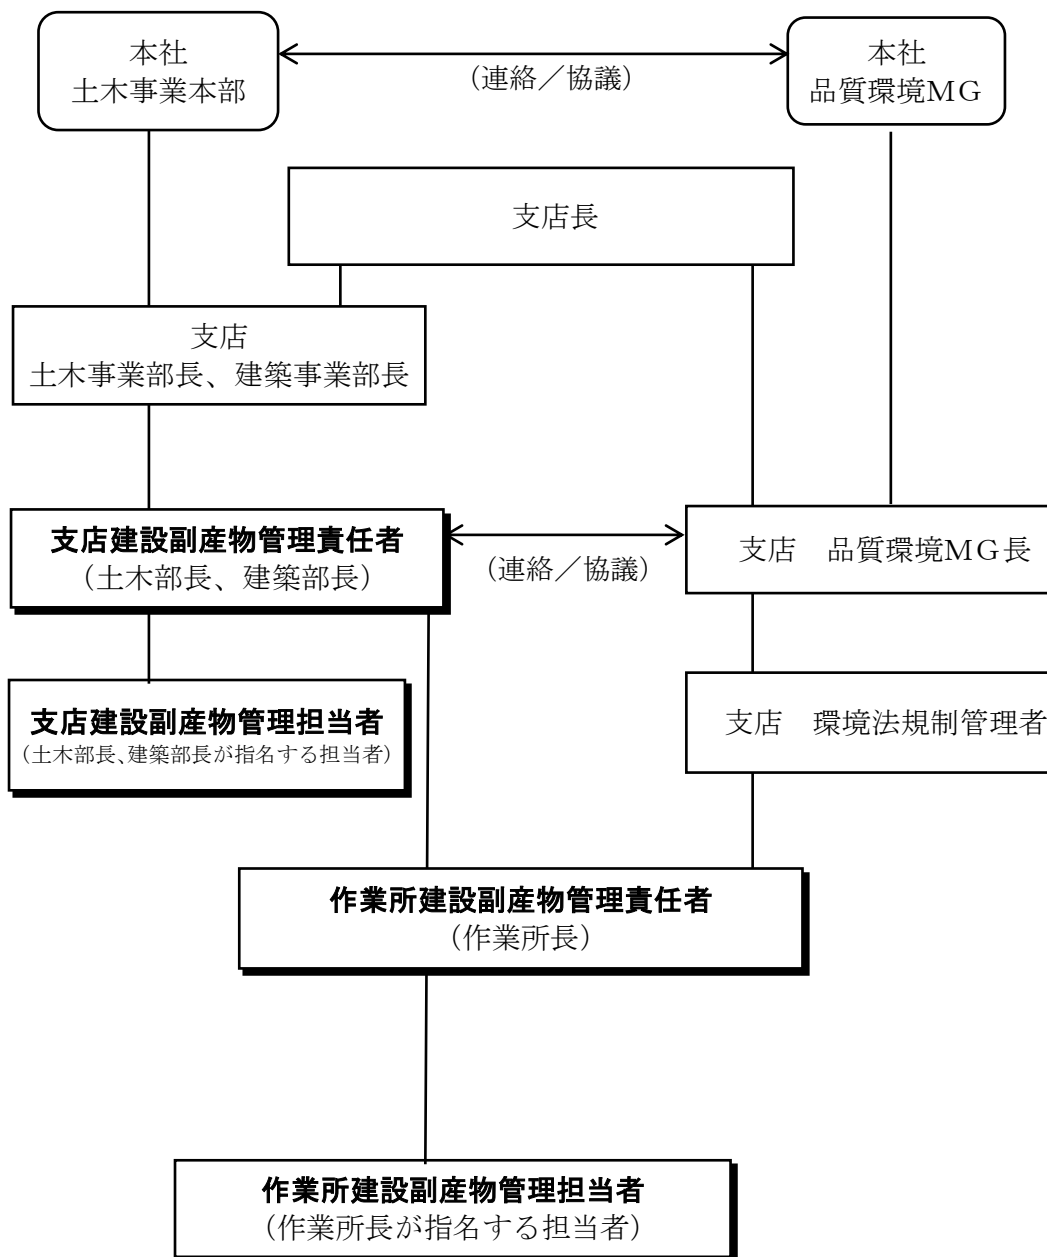 本社
土木事業本部
（連絡／協議）
本社
品質環境ＭＧ
支店長
支店
土木事業部長、建築事業部長
支店建設副産物管理責任者
（土木部長、建築部長）
（連絡／協議）
支店　品質環境ＭＧ長
支店建設副産物管理担当者
（土木部長、建築部長が指名する担当者）
支店　環境法規制管理者
作業所建設副産物管理責任者
（作業所長）
作業所建設副産物管理担当者
（作業所長が指名する担当者）